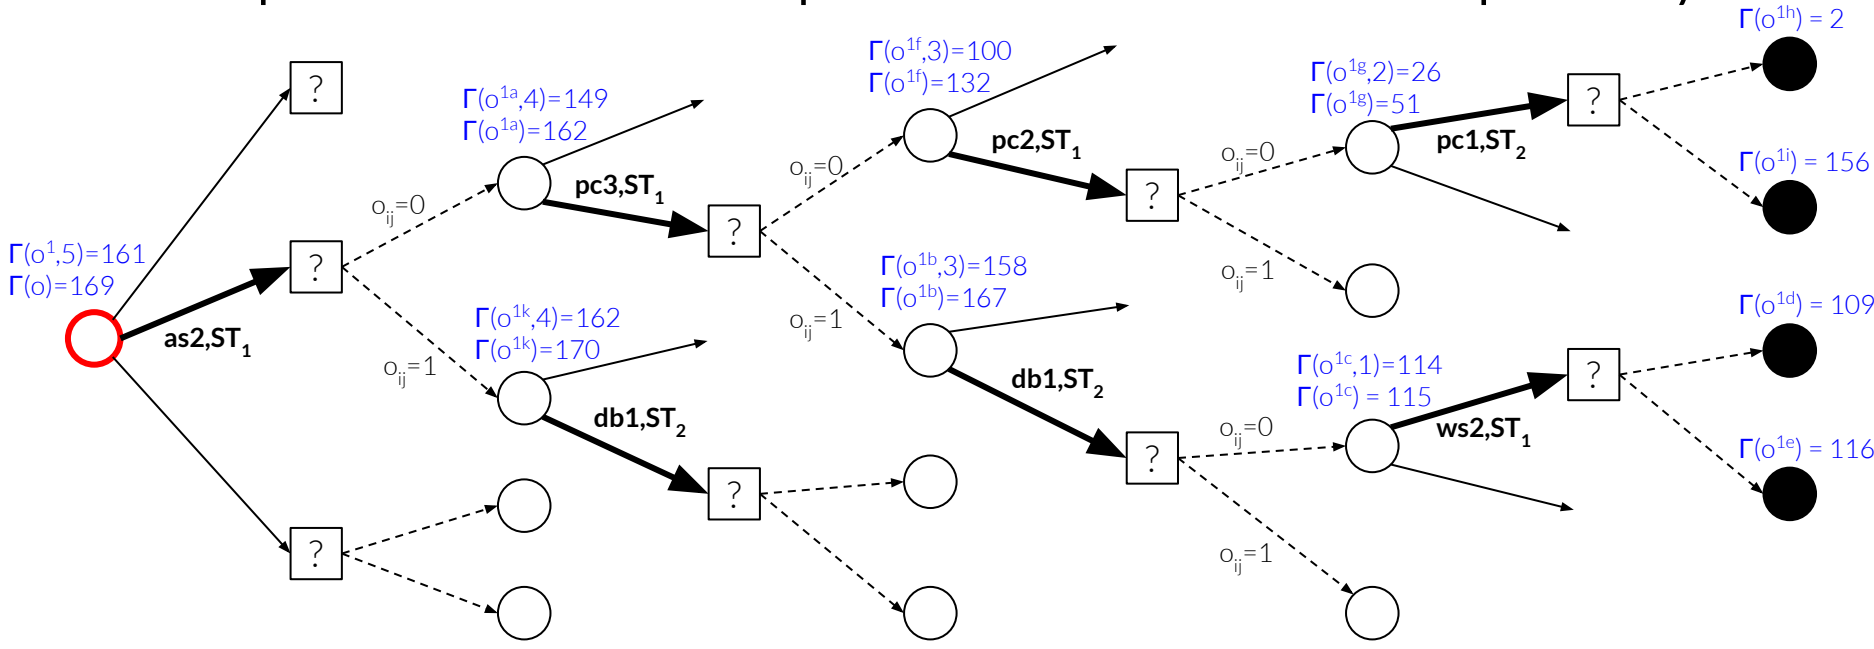 Γ(o¹ʰ) = 2
Γ(o¹ᶠ,3)=100
Γ(o¹ᶠ)=132
Γ(o¹ᵍ,2)=26
Γ(o¹ᵍ)=51
?
Γ(o¹ᵃ,4)=149
Γ(o¹ᵃ)=162
?
pc2,ST₁
pc1,ST₂
oᵢⱼ=0
oᵢⱼ=0
Γ(o¹ⁱ) = 156
pc3,ST₁
?
oᵢⱼ=0
?
Γ(o¹,5)=161
Γ(o)=169
?
Γ(o¹ᵇ,3)=158
Γ(o¹ᵇ)=167
oᵢⱼ=1
Γ(o¹ᵈ) = 109
Γ(o¹ᵏ,4)=162
Γ(o¹ᵏ)=170
oᵢⱼ=1
as2,ST₁
oᵢⱼ=1
db1,ST₂
Γ(o¹ᶜ,1)=114
Γ(o¹ᶜ) = 115
?
db1,ST₂
oᵢⱼ=0
ws2,ST₁
Γ(o¹ᵉ) = 116
?
?
?
oᵢⱼ=1